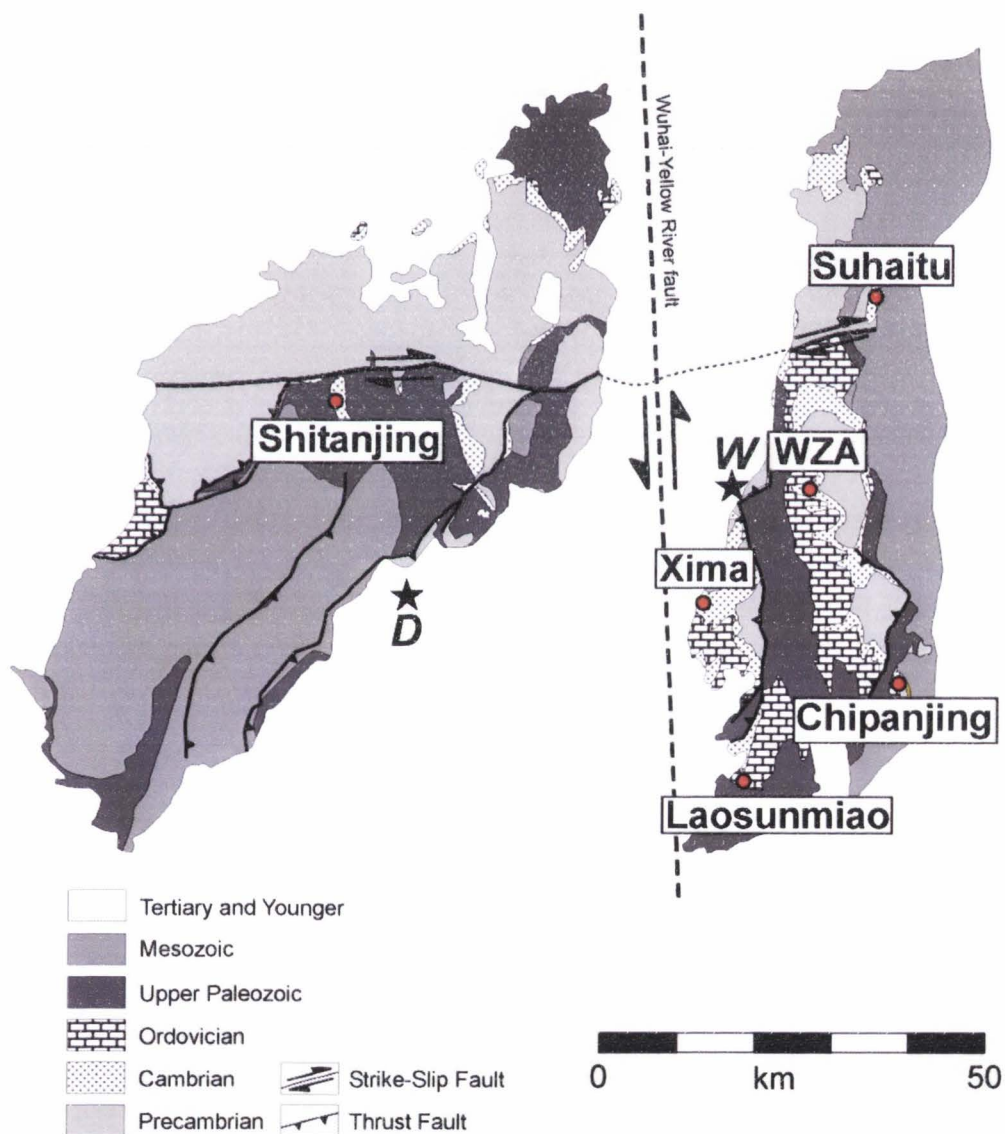 Wuhai-Yellow River fault
Suhaitu
Shitanjing
W
WZA
Xima
D
Chipanjing
Laosunmiao
Tertiary and Younger
Mesozoic
Upper Paleozoic
Ordovician
Cambrian
Strike-Slip Fault
Precambrian
Thrust Fault
0
km
50